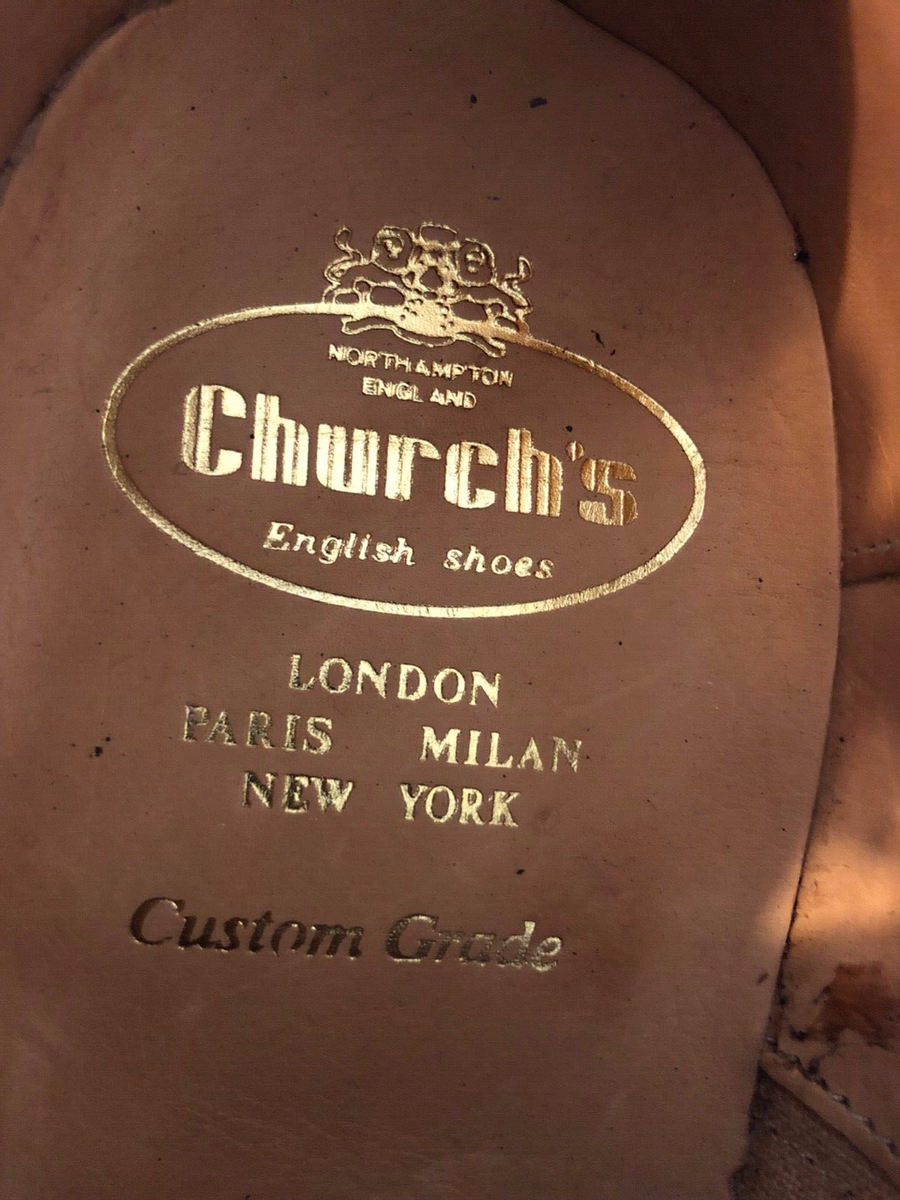 NORTHAMPTON
ENGLAND
Church's
English shoes
LONDON
PARIS MILAN
NEW YORK
Custom Grade